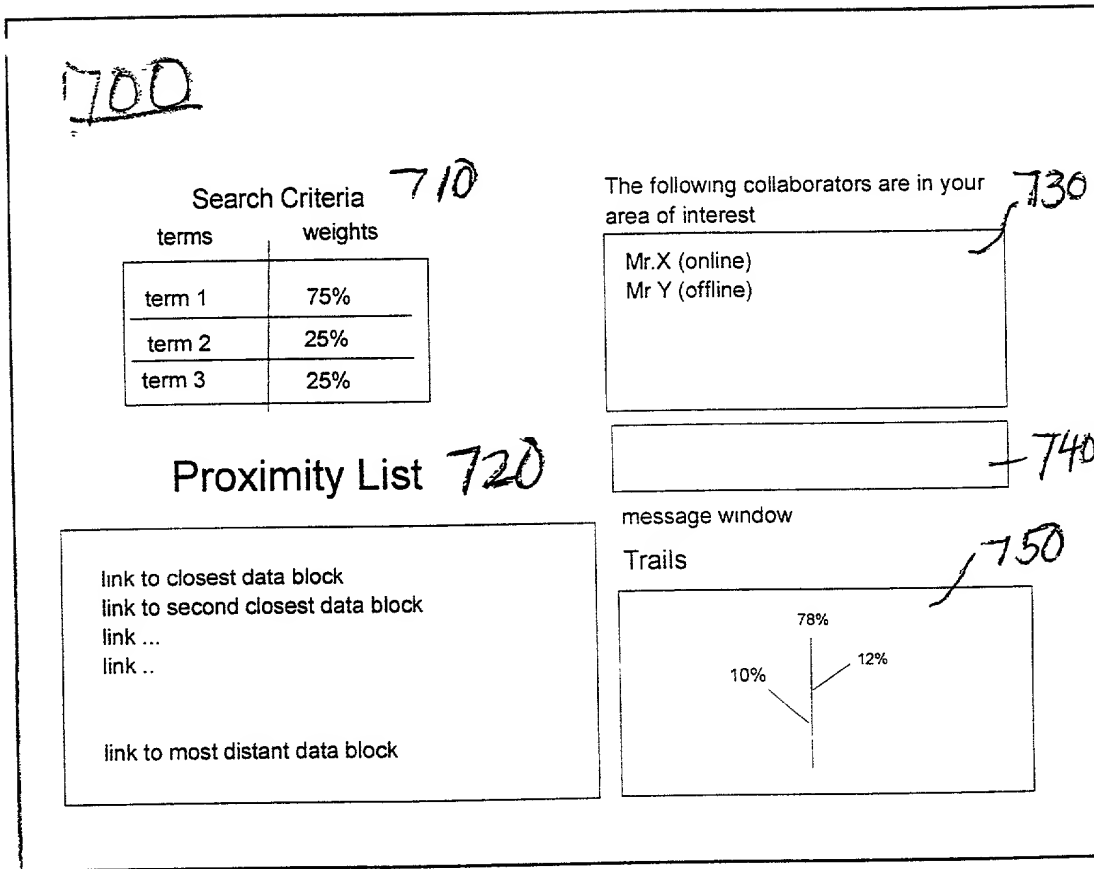 700
Search Criteria 710
terms weights
term 1 75%
term 2 25%
term 3 25%
Proximity List 720
link to closest data block
link to second closest data block
link ...
link ..
link to most distant data block
The following collaborators are in your 730
area of interest
Mr.X (online)
Mr Y (offline)
740
message window
Trails 750
78%
10% 12%